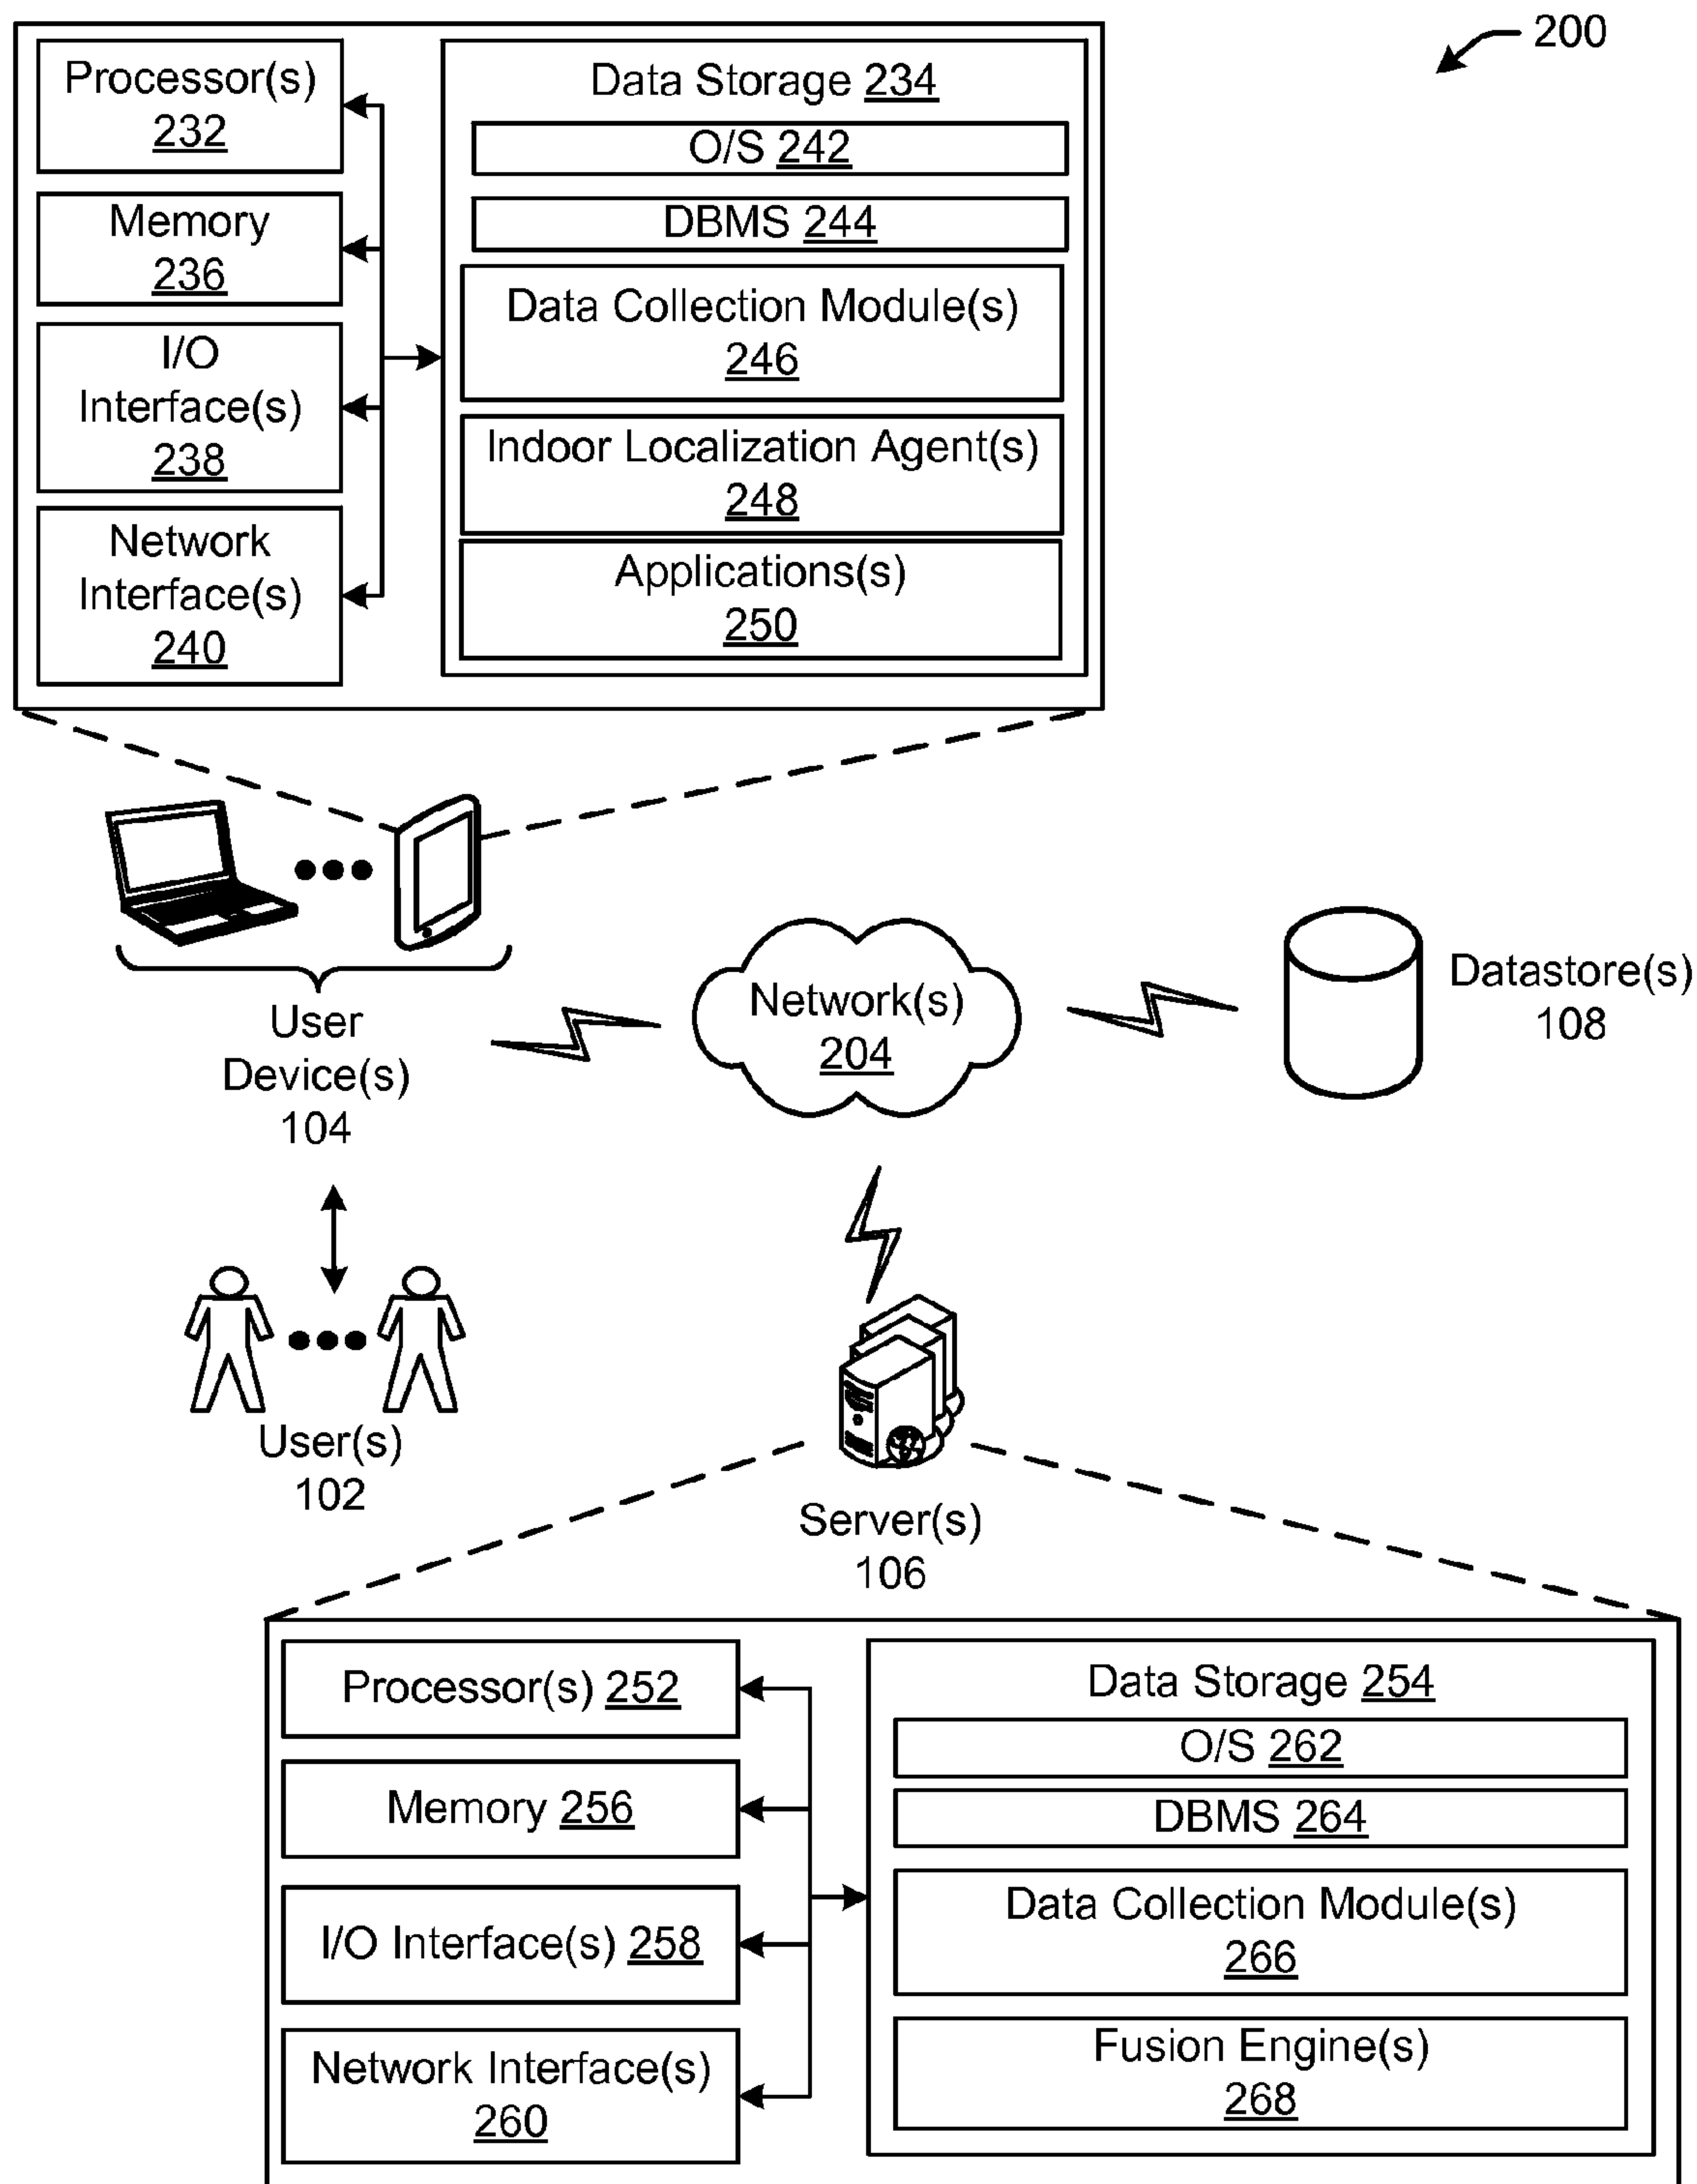 200
Processor(s)
232
Memory
236
I/O
Interface(s)
238
Network
Interface(s)
240
Data Storage 234
O/S 242
DBMS 244
Data Collection Module(s)
246
Indoor Localization Agent(s)
248
Applications(s)
250
User
Device(s)
104
Network(s)
204
Datastore(s)
108
User(s)
102
Server(s)
106
Processor(s) 252
Memory 256
I/O Interface(s) 258
Network Interface(s)
260
Data Storage 254
O/S 262
DBMS 264
Data Collection Module(s)
266
Fusion Engine(s)
268